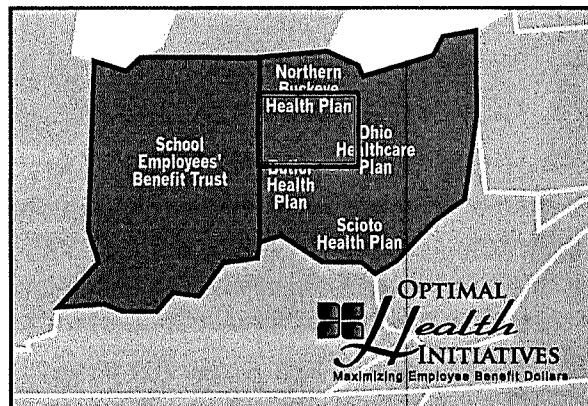 Northern
Buckeye
Health Plan
School
Employees'
Benefit Trust
Ohio
Healthcare
Plan
Butler
Health
Plan
Scioto
Health Plan
OPTIMAL
Health
INITIATIVES
Maximizing Employee Benefit Dollars